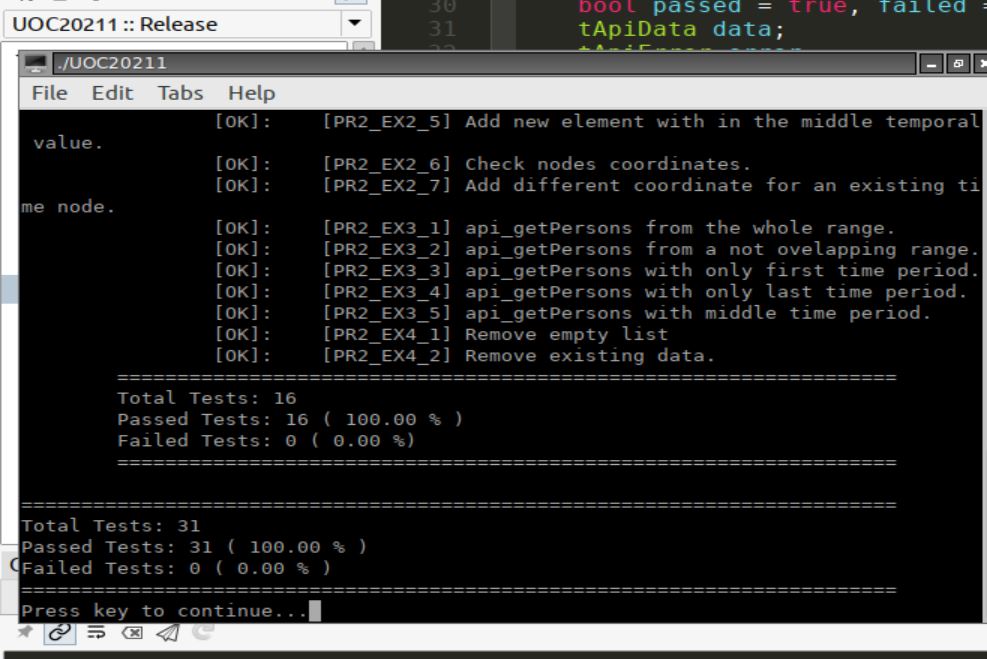 UOC20211 :: Release
30 bool passed = true, failed =
31 tApiData data;
./UOC20211
File Edit Tabs Help
[OK]: [PR2_EX2_5] Add new element with in the middle temporal
value.
[OK]: [PR2_EX2_6] Check nodes coordinates.
[OK]: [PR2_EX2_7] Add different coordinate for an existing ti
me node.
[OK]: [PR2_EX3_1] api_getPersons from the whole range.
[OK]: [PR2_EX3_2] api_getPersons from a not ovelapping range.
[OK]: [PR2_EX3_3] api_getPersons with only first time period.
[OK]: [PR2_EX3_4] api_getPersons with only last time period.
[OK]: [PR2_EX3_5] api_getPersons with middle time period.
[OK]: [PR2_EX4_1] Remove empty list
[OK]: [PR2_EX4_2] Remove existing data.
=================================================================
Total Tests: 16
Passed Tests: 16 ( 100.00 % )
Failed Tests: 0 ( 0.00 %)
=================================================================
=========================================================================
Total Tests: 31
Passed Tests: 31 ( 100.00 % )
Failed Tests: 0 ( 0.00 % )
=========================================================================
Press key to continue...